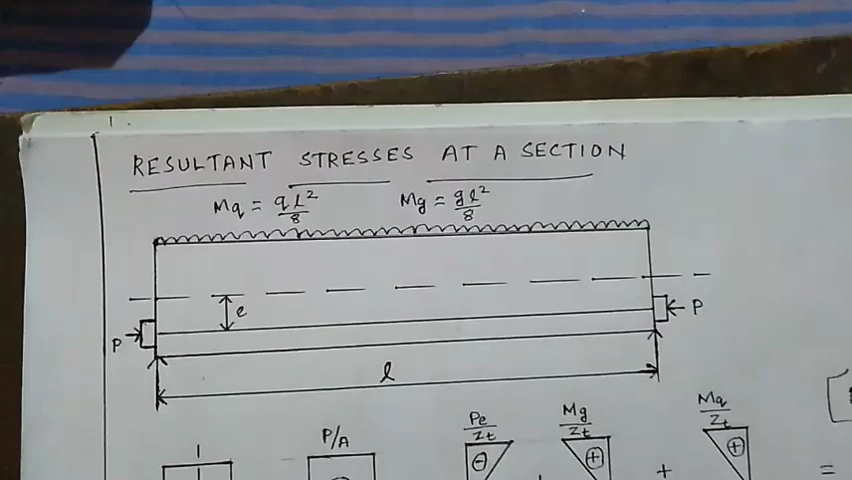 1.
RESULTANT STRESSES AT A SECTION
Mq = ql²/8 Mg = gl²/8
e
P P
l
P/A Pe/Zt Mg/Zt Mq/Zt
⊖ + ⊕ + ⊕ =